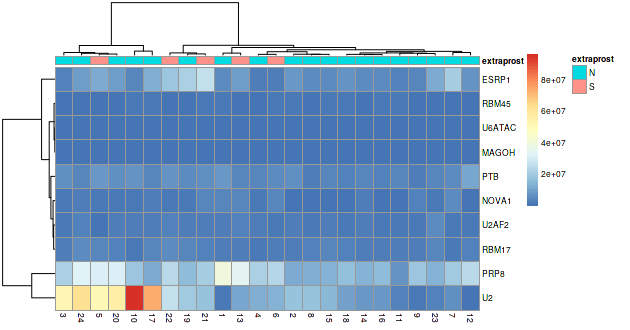 extraprost
ESRP1
RBM45
U6ATAC
MAGOH
PTB
NOVA1
U2AF2
RBM17
PRP8
U2
3 24 5 20 10 17 22 19 21 1 13 4 6 2 8 15 18 14 16 11 9 23 7 12
8e+07
6e+07
4e+07
2e+07
extraprost
N
S